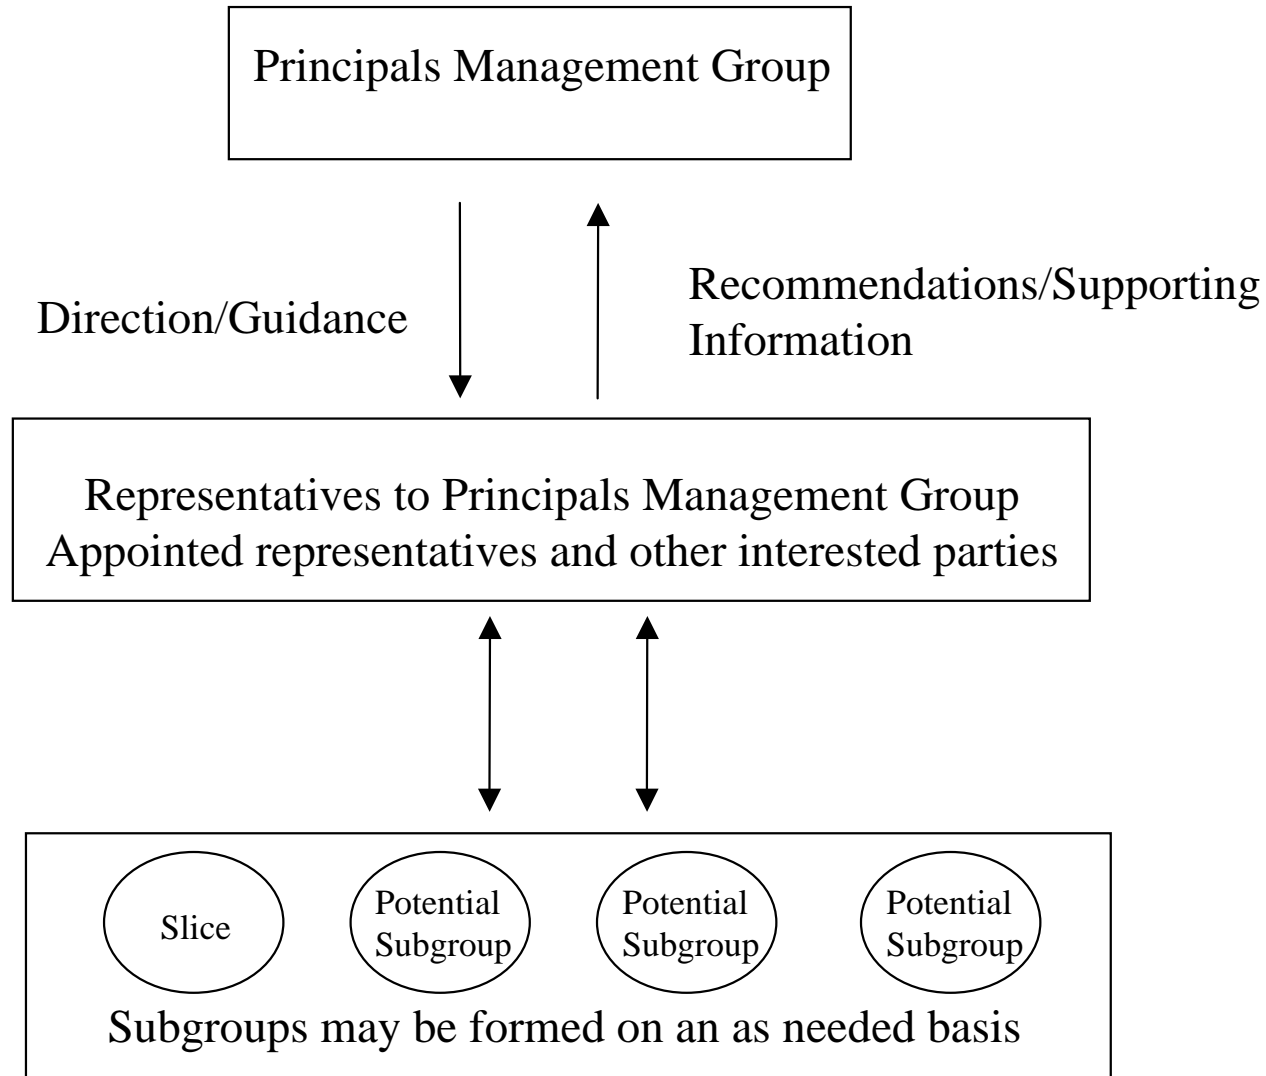 Principals Management Group
Direction/Guidance
Recommendations/Supporting
Information
Representatives to Principals Management Group
Appointed representatives and other interested parties
Slice
Potential
Subgroup
Potential
Subgroup
Potential
Subgroup
Subgroups may be formed on an as needed basis